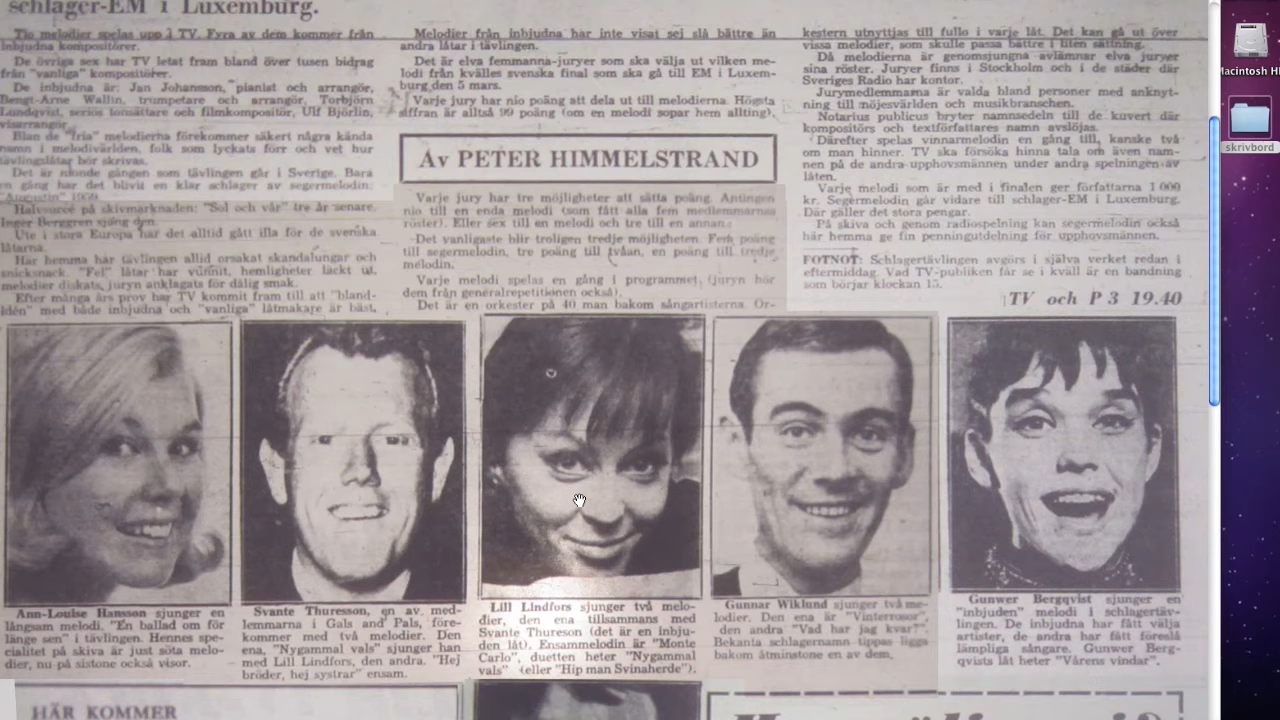 schlager-EM i Luxemburg.
Tio melodier spelas upp i TV. Fyra av dem kommer från
inbjudna kompositörer.
De övriga sex har TV letat fram bland över tusen bidrag
från "vanliga" kompositörer.
De inbjudna är: Jan Johansson, pianist och arrangör,
Bengt-Arne Wallin, trumpetare och arrangör, Torbjörn
Lundqvist, seriös tonsättare och filmkompositör, Ulf Björlin,
visarrangör.
Blan de "fria" melodierna förekommer säkert några kända
namn i melodivärlden, folk som lyckats förr och vet hur
tävlingslåtar bör skrivas.
Det är nionde gången som tävlingen går i Sverige. Bara
en gång har det blivit en klar schlager av segermelodin:
"Augustin" 1959.
Halvsuccé på skivmarknaden: "Sol och vår" tre år senare.
Inger Berggren sjöng den.
Ute i stora Europa har det alltid gått illa för de svenska
låtarna.
Här hemma har tävlingen allid orsakat skandalungar och
snicksnack. "Fel" låtar har vunnit, hemligheter läckt ut,
melodier diskats, juryn anklagats för dålig smak.
Efter många års prov har TV kommit fram till att "bland-
idén" med både inbjudna och "vanliga" låtmakare är bäst.
Melodier från inbjudna har inte visat sej slå bättre än
andra låtar i tävlingen.
Det är elva femmanna-juryer som ska välja ut vilken me-
lodi från kvälles svenska final som ska gå till EM i Luxem-
burg den 5 mars.
Varje jury har nio poäng att dela ut till melodierna. Högsta
siffran är alltså 99 poäng (om en melodi sopar hem allting).
Av PETER HIMMELSTRAND
Varje jury har tre möjligheter att sätta poäng. Antingen
nio till en enda melodi (som fått alla fem medlemmarnas
röster). Eller sex till en melodi och tre till en annan.
Det vanligaste blir troligen tredje möjligheten. Fem poäng
till segermelodin, tre poäng till tvåan, en poäng till tredje
melodin.
Varje melodi spelas en gång i programmet, (juryn hör
dem från generalrepetitionen också).
Det är en orkester på 40 man bakom sångartisterna. Or-
kestern utnyttjas till fullo i varje låt. Det kan gå ut över
vissa melodier, som skulle passa bättre i liten sättning.
Då melodierna är genomsjungna avlämnar elva juryer
sina röster. Juryer finns i Stockholm och i de städer där
Sveriges Radio har kontor.
Jurymedlemmarna är valda bland personer med anknyt-
ning till nöjesvärlden och musikbranschen.
Notarius publicus bryter namnsedeln till de kuvert där
kompositörs och textförfattares namn avslöjas.
Därefter spelas vinnarmelodin en gång till, kanske två
om man hinner. TV ska försöka hinna tala om även nam-
nen på de andra-upphovsmännen under andra spelningen av
låten.
Varje melodi som är med i finalen ger författarna 1 000
kr. Segermelodin går vidare till schlager-EM i Luxemburg.
Där gäller det stora pengar.
På skiva och genom radiospelning kan segermelodin också
här hemma ge fin penningutdelning för upphovsmännen.
FOTNOT: Schlagertävlingen avgörs i själva verket redan i
eftermiddag. Vad TV-publiken får se i kväll är en bandning
som börjar klockan 15.
TV och P 3 19.40
Ann-Louise Hansson sjunger en
långsam melodi, "En ballad om för
länge sen" i tävlingen. Hennes spe-
cialitet på skiva är just söta melo-
dier, nu på sistone också visor.
Svante Thuresson, en av med-
lemmarna i Gals and Pals, före-
kommer med två melodier. Den
ena, "Nygammal vals" sjunger han
med Lill Lindfors, den andra, "Hej
bröder, hej systrar" ensam.
Lill Lindfors sjunger två melo-
dier, den ena tillsammans med
Svante Thureson (det är en inbju-
den låt). Ensammelodin är "Monte
Carlo", duetten heter "Nygammal
vals" (eller "Hip man Svinaherde").
Gunnar Wiklund sjunger två me-
lodier. Den ena är "Vinterrosor",
den andra "Vad har jag kvar?".
Bekanta schlagernamn tippas ligga
bakom åtminstone en av dem.
Gunwer Bergqvist sjunger en
"inbjuden" melodi i schlagertäv-
lingen. De inbjudna har fått välja
artister, de andra har fått föreslå
lämpliga sångare. Gunwer Berg-
qvists låt heter "Vårens vindar".
HÄR KOMMER
skrivbord